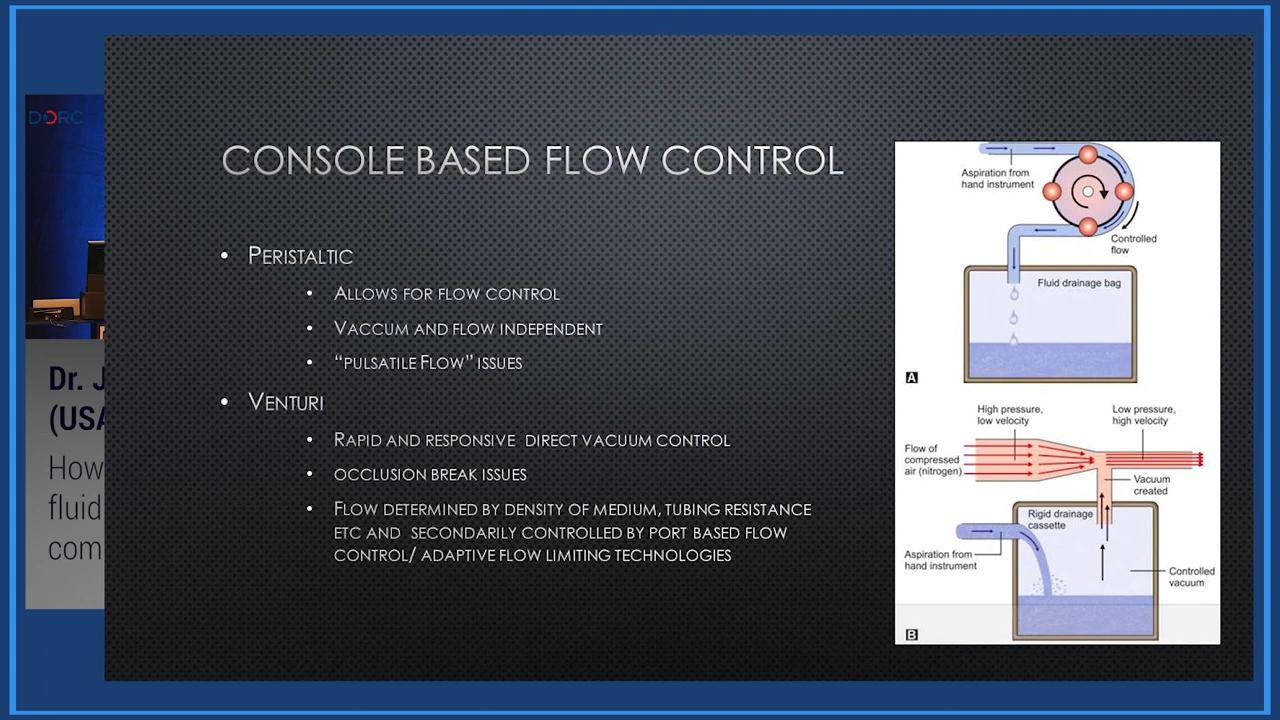 DORC
CONSOLE BASED FLOW CONTROL
• PERISTALTIC
• ALLOWS FOR FLOW CONTROL
• VACCUM AND FLOW INDEPENDENT
• “PULSATILE FLOW” ISSUES
• VENTURI
• RAPID AND RESPONSIVE DIRECT VACUUM CONTROL
• OCCLUSION BREAK ISSUES
• FLOW DETERMINED BY DENSITY OF MEDIUM, TUBING RESISTANCE
ETC AND SECONDARILY CONTROLLED BY PORT BASED FLOW
CONTROL/ ADAPTIVE FLOW LIMITING TECHNOLOGIES
Aspiration from
hand instrument
Controlled
flow
Fluid drainage bag
A
High pressure,
low velocity
Low pressure,
high velocity
Flow of
compressed
air (nitrogen)
Vacuum
created
Rigid drainage
cassette
Aspiration from
hand instrument
Controlled
vacuum
B
Dr. J
(USA
How
fluid
com